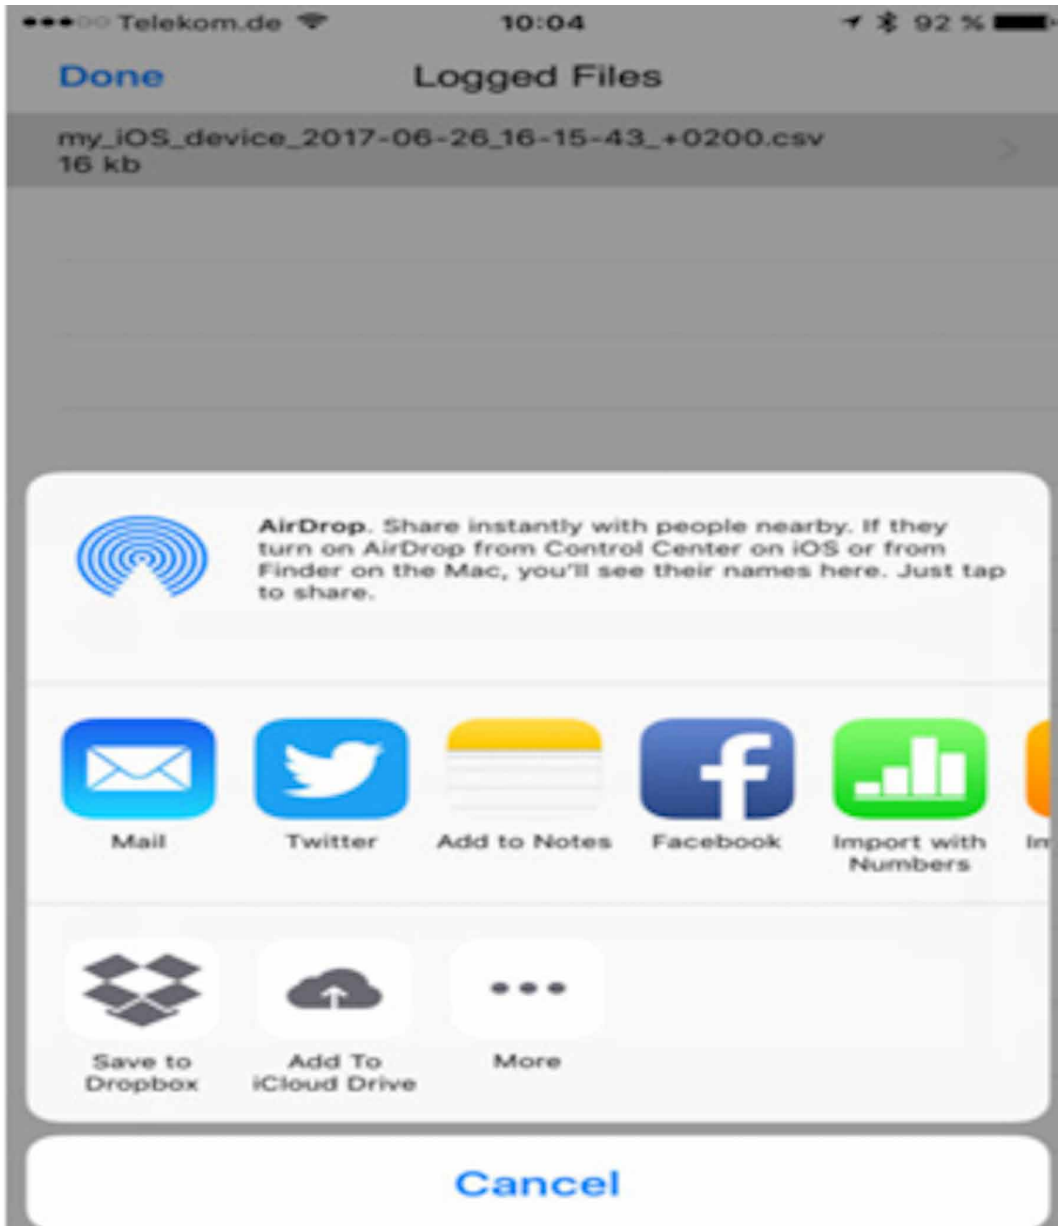 Telekom.de 10:04 92 %
Done Logged Files
my_iOS_device_2017-06-26_16-15-43_+0200.csv
16 kb
AirDrop. Share instantly with people nearby. If they
turn on AirDrop from Control Center on iOS or from
Finder on the Mac, you'll see their names here. Just tap
to share.
Mail Twitter Add to Notes Facebook Import with
Numbers
Save to Add To More
Dropbox iCloud Drive
Cancel